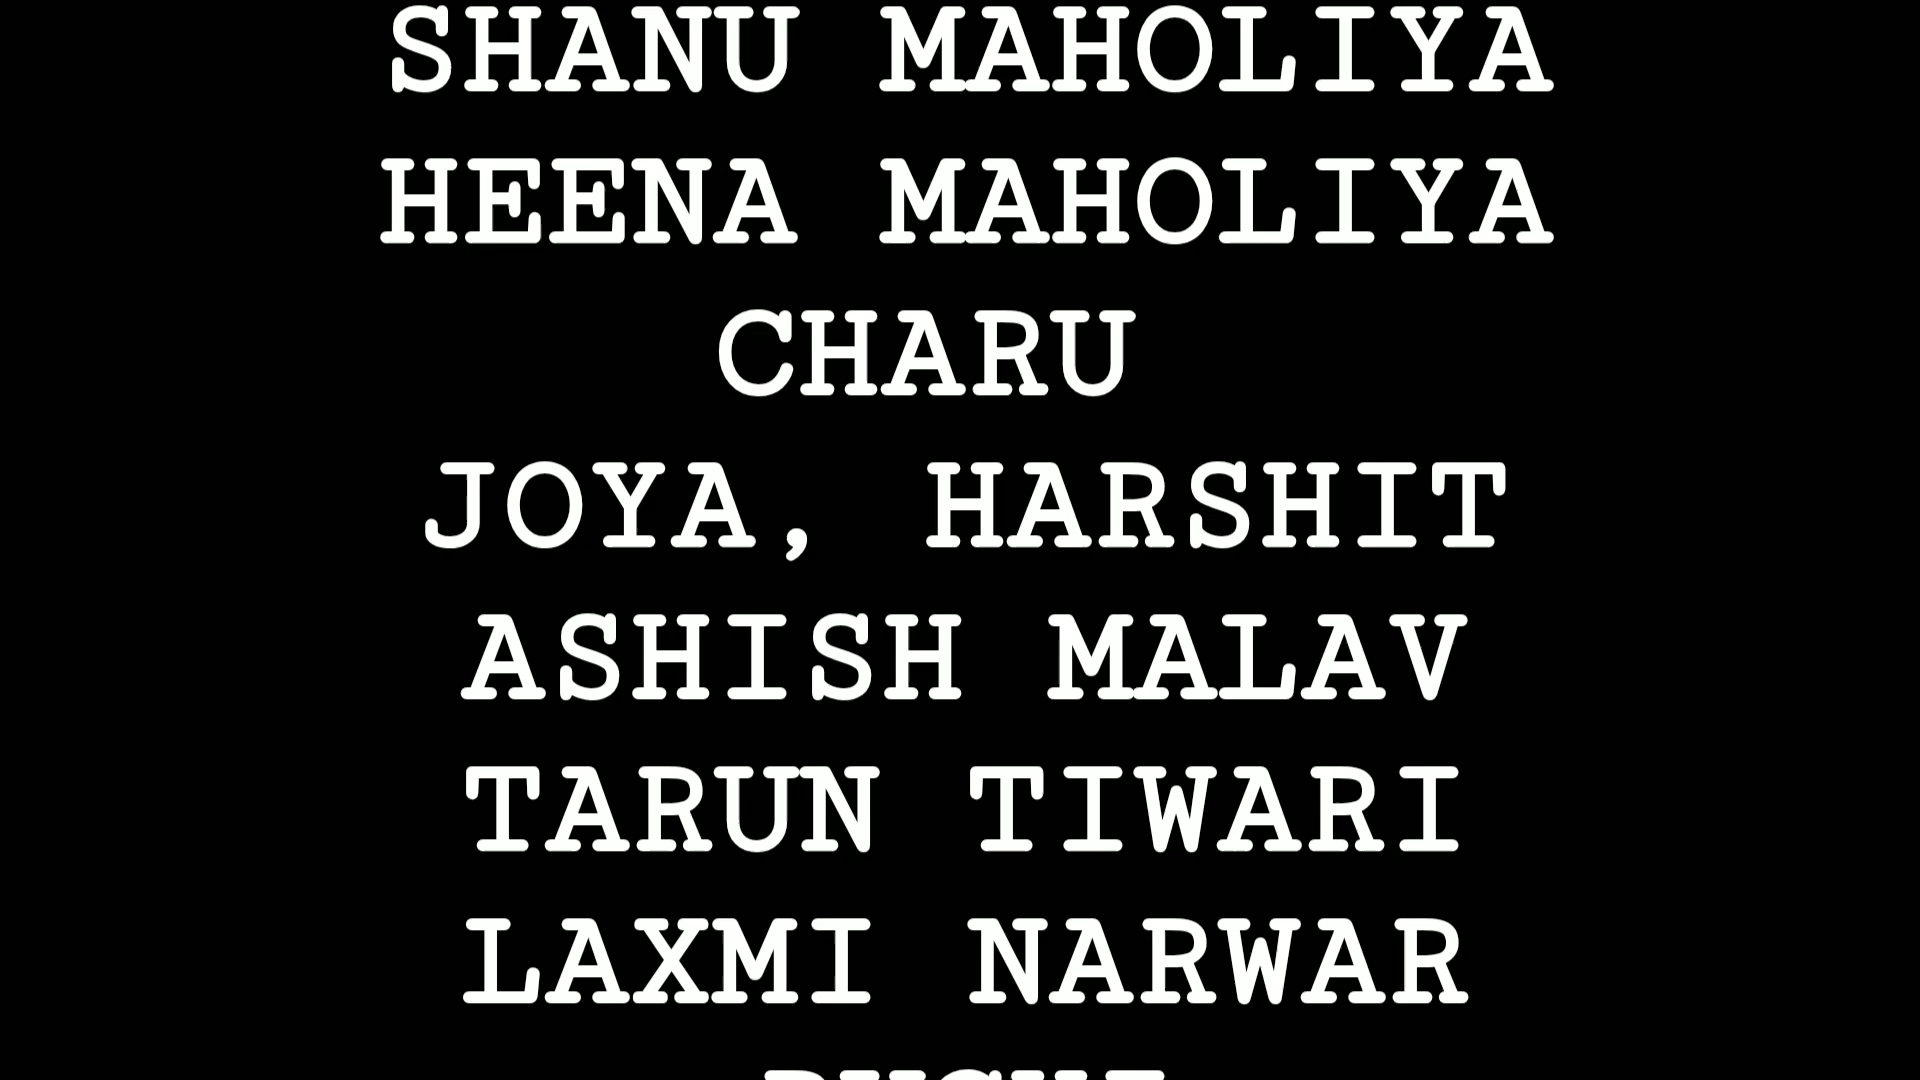 SHANU MAHOLIYA
HEENA MAHOLIYA
CHARU
JOYA, HARSHIT
ASHISH MALAV
TARUN TIWARI
LAXMI NARWAR